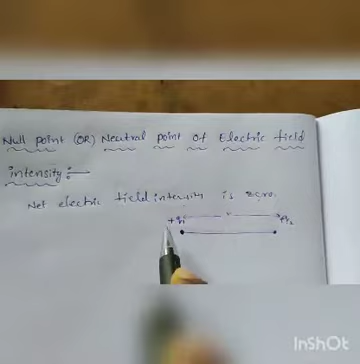 Null point (OR) Neutral point Of Electric field
intensity :-
Net electric field intensity is zero.
+q1 r +q2
InShOt